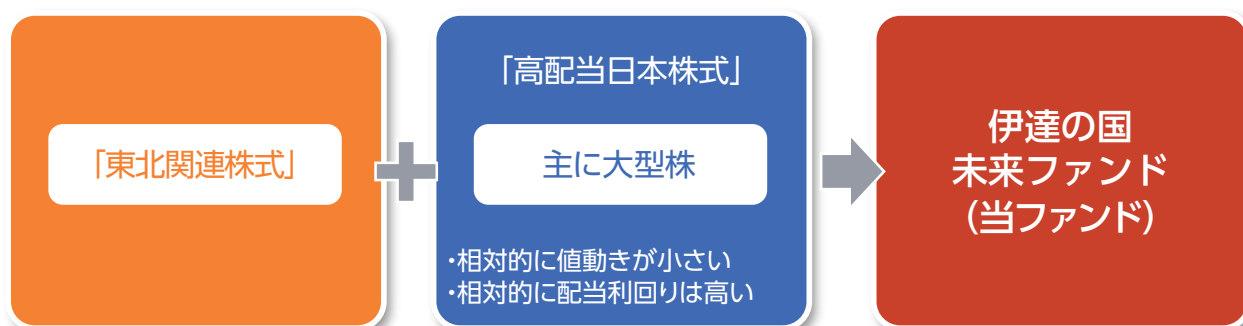 「東北関連株式」
「高配当日本株式」
主に大型株
・相対的に値動きが小さい
・相対的に配当利回りは高い
伊達の国
未来ファンド
(当ファンド)